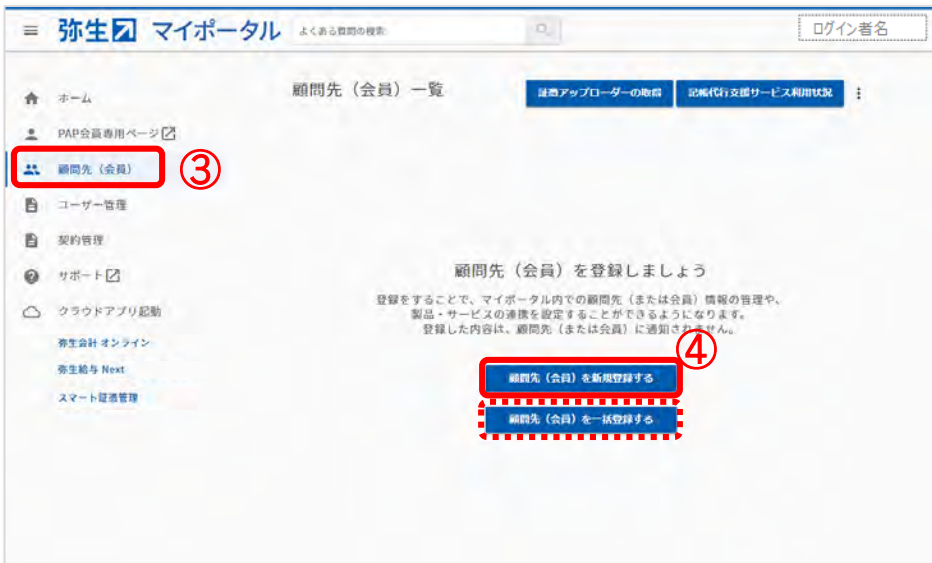 弥生 マイポータル よくある質問の検索 ログイン者名
顧問先（会員）一覧 証憑アップローダーの取得 記帳代行支援サービス利用状況
ホーム
PAP会員専用ページ
顧問先（会員） ③
ユーザー管理
契約管理
サポート
クラウドアプリ起動
弥生会計 オンライン
弥生給与 Next
スマート証憑管理
顧問先（会員）を登録しましょう
登録をすることで、マイポータル内での顧問先（または会員）情報の管理や、
製品・サービスの連携を設定することができるようになります。
登録した内容は、顧問先（または会員）に通知されません。
④
顧問先（会員）を新規登録する
顧問先（会員）を一括登録する